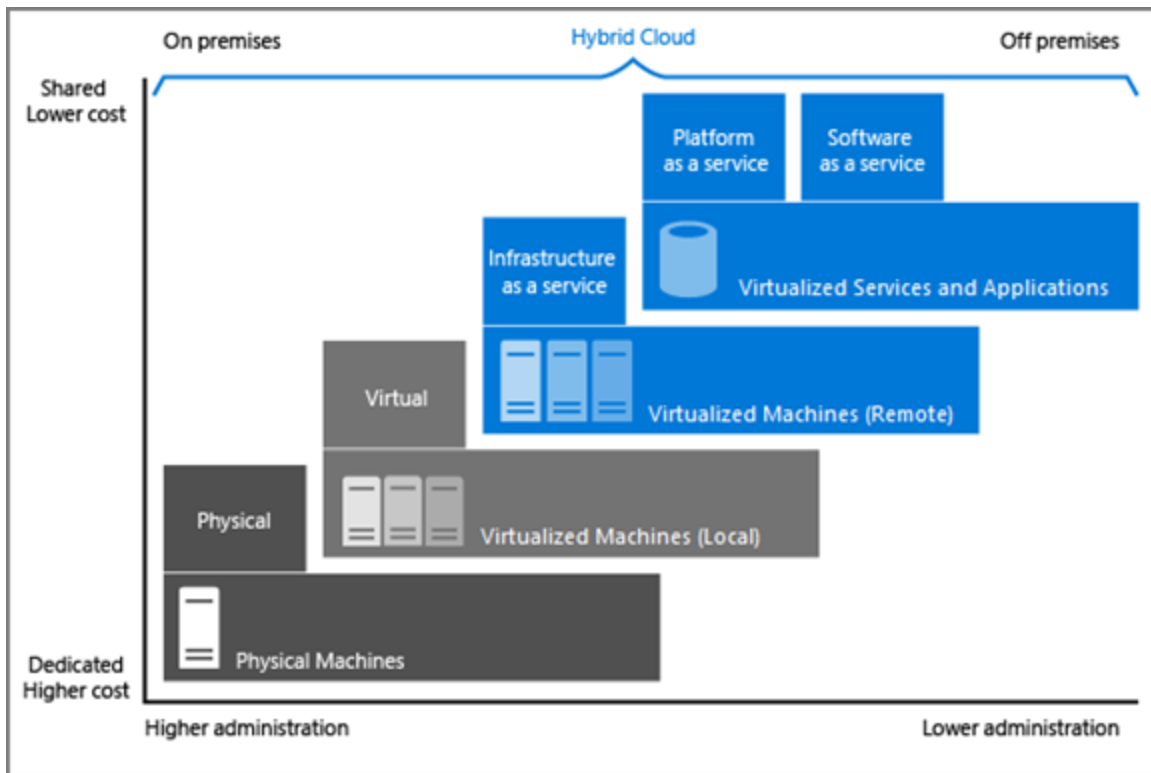 On premises
Hybrid Cloud
Off premises
Shared
Lower cost
Platform
as a service
Software
as a service
Virtualized Services and Applications
Infrastructure
as a service
Virtualized Machines (Remote)
Virtual
Virtualized Machines (Local)
Physical
Physical Machines
Dedicated
Higher cost
Higher administration
Lower administration